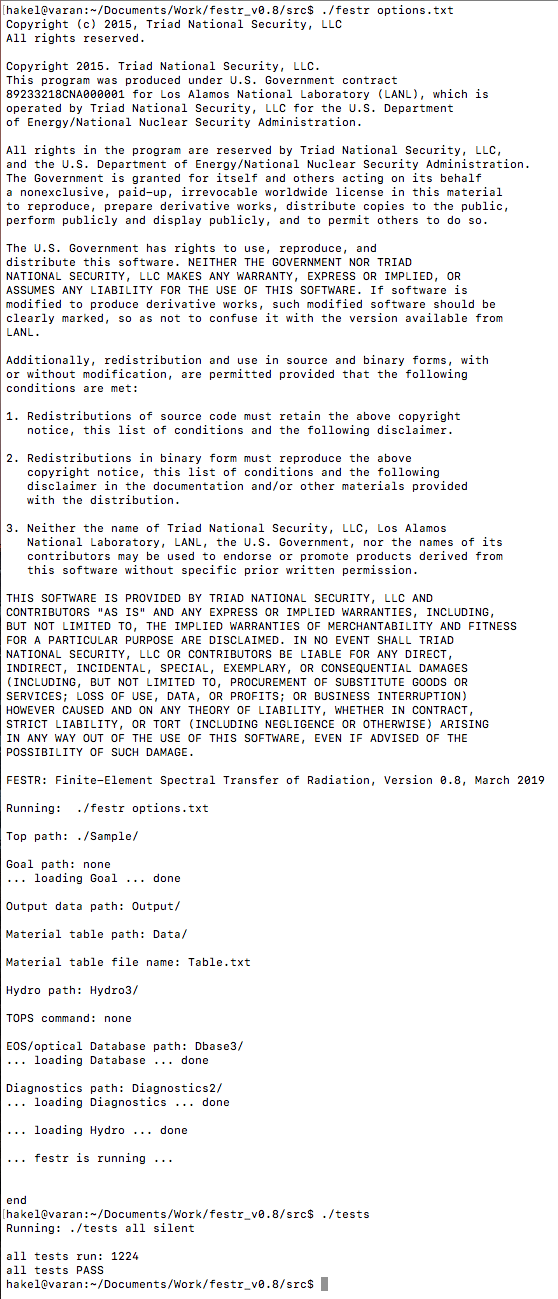 [hakel@varan:~/Documents/Work/festr_v0.8/src$ ./festr options.txt
Copyright (c) 2015, Triad National Security, LLC
All rights reserved.
Copyright 2015. Triad National Security, LLC.
This program was produced under U.S. Government contract
89233218CNA000001 for Los Alamos National Laboratory (LANL), which is
operated by Triad National Security, LLC for the U.S. Department
of Energy/National Nuclear Security Administration.
All rights in the program are reserved by Triad National Security, LLC,
and the U.S. Department of Energy/National Nuclear Security Administration.
The Government is granted for itself and others acting on its behalf
a nonexclusive, paid-up, irrevocable worldwide license in this material
to reproduce, prepare derivative works, distribute copies to the public,
perform publicly and display publicly, and to permit others to do so.
The U.S. Government has rights to use, reproduce, and
distribute this software. NEITHER THE GOVERNMENT NOR TRIAD
NATIONAL SECURITY, LLC MAKES ANY WARRANTY, EXPRESS OR IMPLIED, OR
ASSUMES ANY LIABILITY FOR THE USE OF THIS SOFTWARE. If software is
modified to produce derivative works, such modified software should be
clearly marked, so as not to confuse it with the version available from
LANL.
Additionally, redistribution and use in source and binary forms, with
or without modification, are permitted provided that the following
conditions are met:
1. Redistributions of source code must retain the above copyright
notice, this list of conditions and the following disclaimer.
2. Redistributions in binary form must reproduce the above
copyright notice, this list of conditions and the following
disclaimer in the documentation and/or other materials provided
with the distribution.
3. Neither the name of Triad National Security, LLC, Los Alamos
National Laboratory, LANL, the U.S. Government, nor the names of its
contributors may be used to endorse or promote products derived from
this software without specific prior written permission.
THIS SOFTWARE IS PROVIDED BY TRIAD NATIONAL SECURITY, LLC AND
CONTRIBUTORS "AS IS" AND ANY EXPRESS OR IMPLIED WARRANTIES, INCLUDING,
BUT NOT LIMITED TO, THE IMPLIED WARRANTIES OF MERCHANTABILITY AND FITNESS
FOR A PARTICULAR PURPOSE ARE DISCLAIMED. IN NO EVENT SHALL TRIAD
NATIONAL SECURITY, LLC OR CONTRIBUTORS BE LIABLE FOR ANY DIRECT,
INDIRECT, INCIDENTAL, SPECIAL, EXEMPLARY, OR CONSEQUENTIAL DAMAGES
(INCLUDING, BUT NOT LIMITED TO, PROCUREMENT OF SUBSTITUTE GOODS OR
SERVICES; LOSS OF USE, DATA, OR PROFITS; OR BUSINESS INTERRUPTION)
HOWEVER CAUSED AND ON ANY THEORY OF LIABILITY, WHETHER IN CONTRACT,
STRICT LIABILITY, OR TORT (INCLUDING NEGLIGENCE OR OTHERWISE) ARISING
IN ANY WAY OUT OF THE USE OF THIS SOFTWARE, EVEN IF ADVISED OF THE
POSSIBILITY OF SUCH DAMAGE.
FESTR: Finite-Element Spectral Transfer of Radiation, Version 0.8, March 2019
Running:  ./festr options.txt
Top path: ./Sample/
Goal path: none
... loading Goal ... done
Output data path: Output/
Material table path: Data/
Material table file name: Table.txt
Hydro path: Hydro3/
TOPS command: none
EOS/optical Database path: Dbase3/
... loading Database ... done
Diagnostics path: Diagnostics2/
... loading Diagnostics ... done
... loading Hydro ... done
... festr is running ...
end
[hakel@varan:~/Documents/Work/festr_v0.8/src$ ./tests
Running: ./tests all silent
all tests run: 1224
all tests PASS
hakel@varan:~/Documents/Work/festr_v0.8/src$